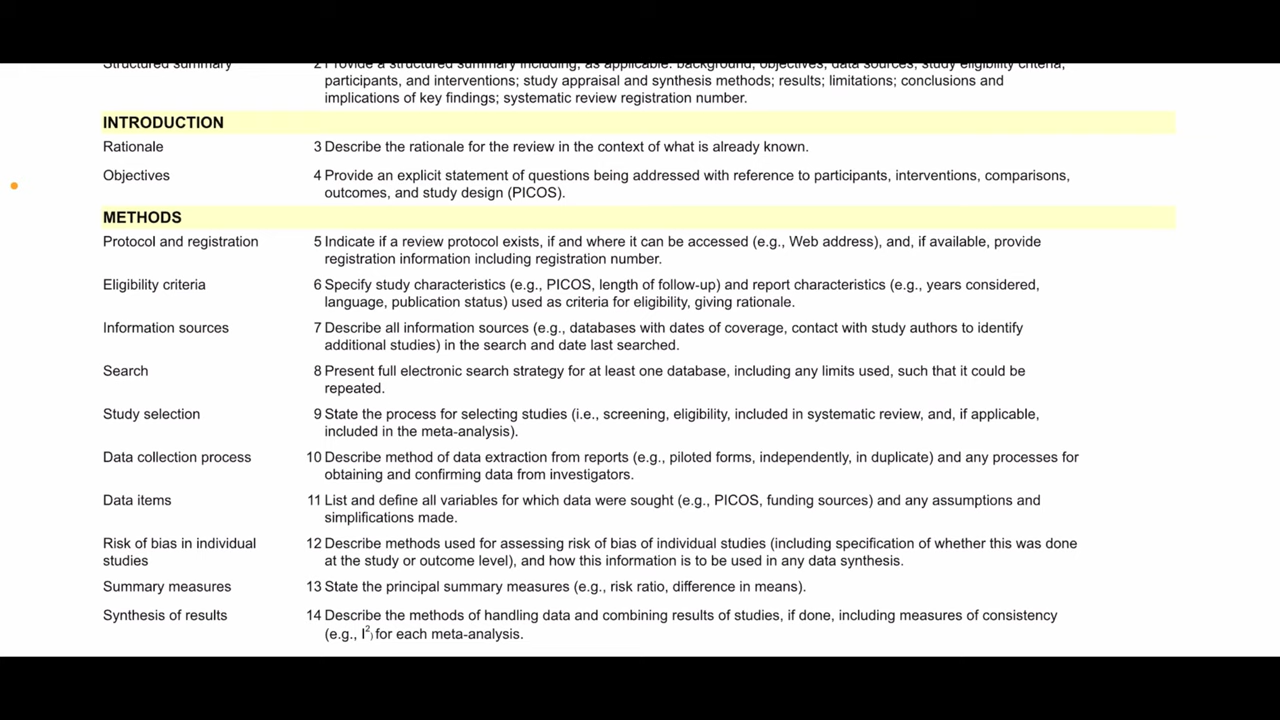 Structured summary 2 Provide a structured summary including, as applicable: background; objectives; data sources; study eligibility criteria,
participants, and interventions; study appraisal and synthesis methods; results; limitations; conclusions and
implications of key findings; systematic review registration number.
INTRODUCTION
Rationale 3 Describe the rationale for the review in the context of what is already known.
Objectives 4 Provide an explicit statement of questions being addressed with reference to participants, interventions, comparisons,
outcomes, and study design (PICOS).
METHODS
Protocol and registration 5 Indicate if a review protocol exists, if and where it can be accessed (e.g., Web address), and, if available, provide
registration information including registration number.
Eligibility criteria 6 Specify study characteristics (e.g., PICOS, length of follow-up) and report characteristics (e.g., years considered,
language, publication status) used as criteria for eligibility, giving rationale.
Information sources 7 Describe all information sources (e.g., databases with dates of coverage, contact with study authors to identify
additional studies) in the search and date last searched.
Search 8 Present full electronic search strategy for at least one database, including any limits used, such that it could be
repeated.
Study selection 9 State the process for selecting studies (i.e., screening, eligibility, included in systematic review, and, if applicable,
included in the meta-analysis).
Data collection process 10 Describe method of data extraction from reports (e.g., piloted forms, independently, in duplicate) and any processes for
obtaining and confirming data from investigators.
Data items 11 List and define all variables for which data were sought (e.g., PICOS, funding sources) and any assumptions and
simplifications made.
Risk of bias in individual 12 Describe methods used for assessing risk of bias of individual studies (including specification of whether this was done
studies at the study or outcome level), and how this information is to be used in any data synthesis.
Summary measures 13 State the principal summary measures (e.g., risk ratio, difference in means).
Synthesis of results 14 Describe the methods of handling data and combining results of studies, if done, including measures of consistency
(e.g., I²) for each meta-analysis.